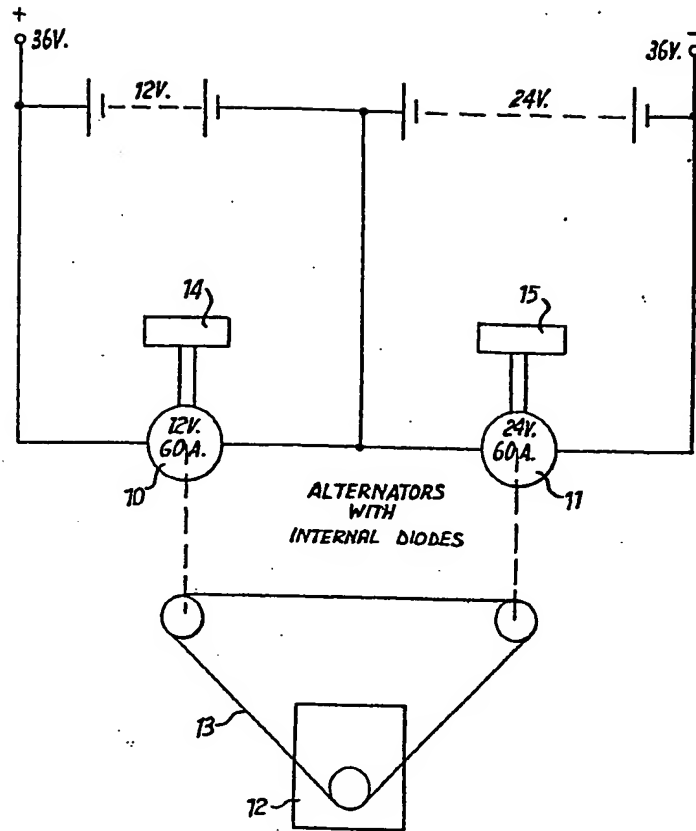 +
36V.
-
36V.
12V.
24V.
14
15
12V.
60A.
24V.
60A.
10
11
ALTERNATORS
WITH
INTERNAL DIODES
13
12